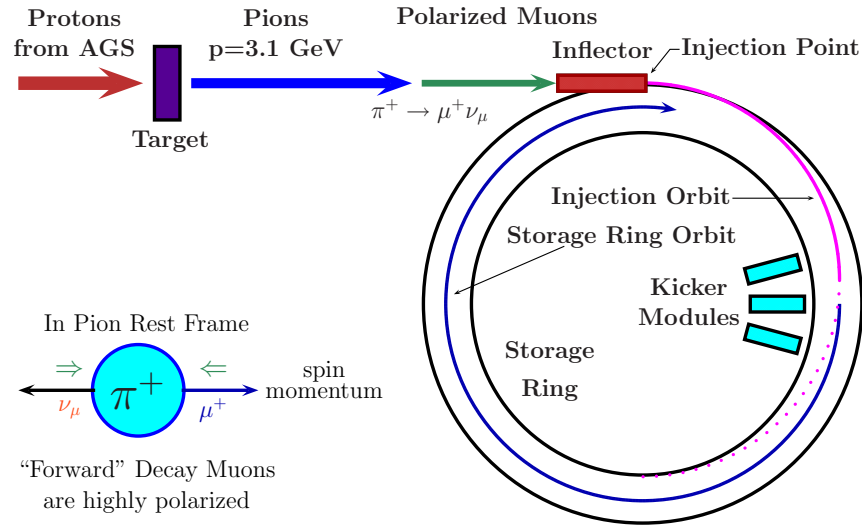 Protons
from AGS
Target
Pions
p=3.1 GeV
Polarized Muons
π⁺ → μ⁺ν_μ
Inflector
Injection Point
Injection Orbit
Storage Ring Orbit
Kicker
Modules
Storage
Ring
In Pion Rest Frame
⇒ ⇐
π⁺
ν_μ μ⁺
spin
momentum
“Forward” Decay Muons
are highly polarized